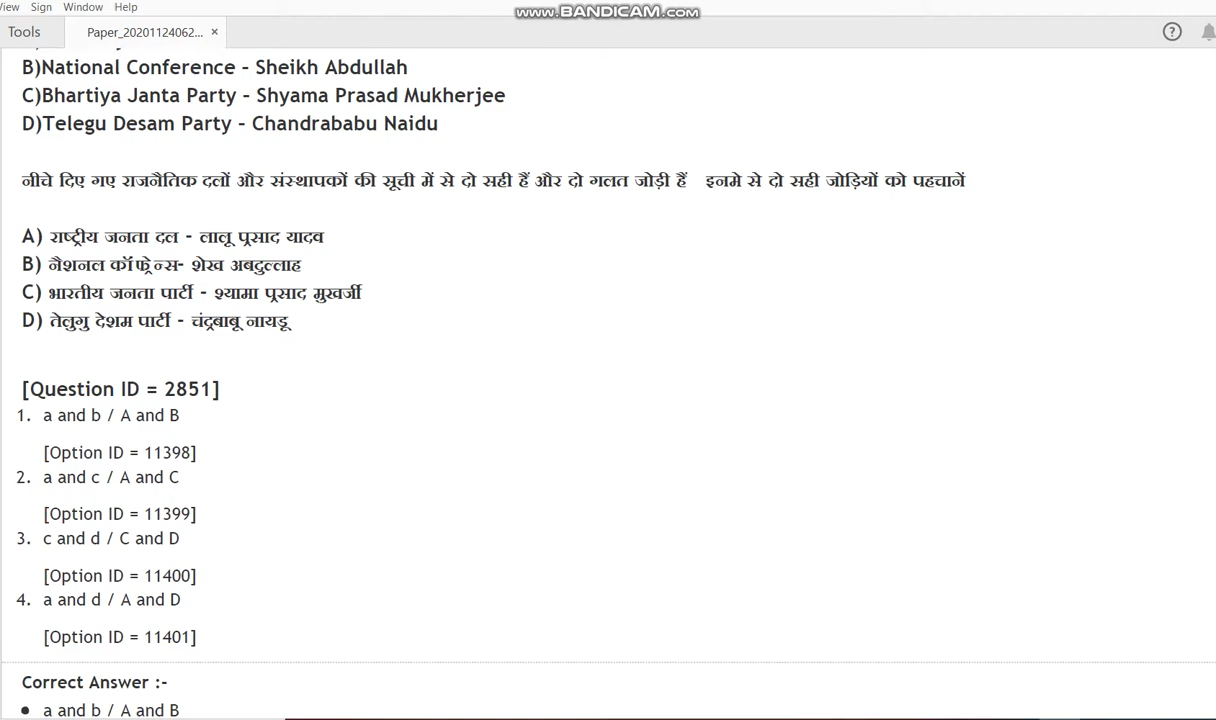 View Sign Window Help
www.BANDICAM.com
Tools
Paper_20201124062... ×
B)National Conference - Sheikh Abdullah
C)Bhartiya Janta Party - Shyama Prasad Mukherjee
D)Telegu Desam Party - Chandrababu Naidu
नीचे दिए गए राजनैतिक दलों और संस्थापकों की सूची में से दो सही हैं और दो गलत जोड़ी हैं इनमे से दो सही जोड़ियों को पहचानें
A) राष्ट्रीय जनता दल - लालू प्रसाद यादव
B) नैशनल कॉफ्रेन्स- शेख अबदुल्लाह
C) भारतीय जनता पार्टी - श्यामा प्रसाद मुखर्जी
D) तेलुगु देशम पार्टी - चंद्रबाबू नायडू
[Question ID = 2851]
1. a and b / A and B
[Option ID = 11398]
2. a and c / A and C
[Option ID = 11399]
3. c and d / C and D
[Option ID = 11400]
4. a and d / A and D
[Option ID = 11401]
Correct Answer :-
• a and b / A and B